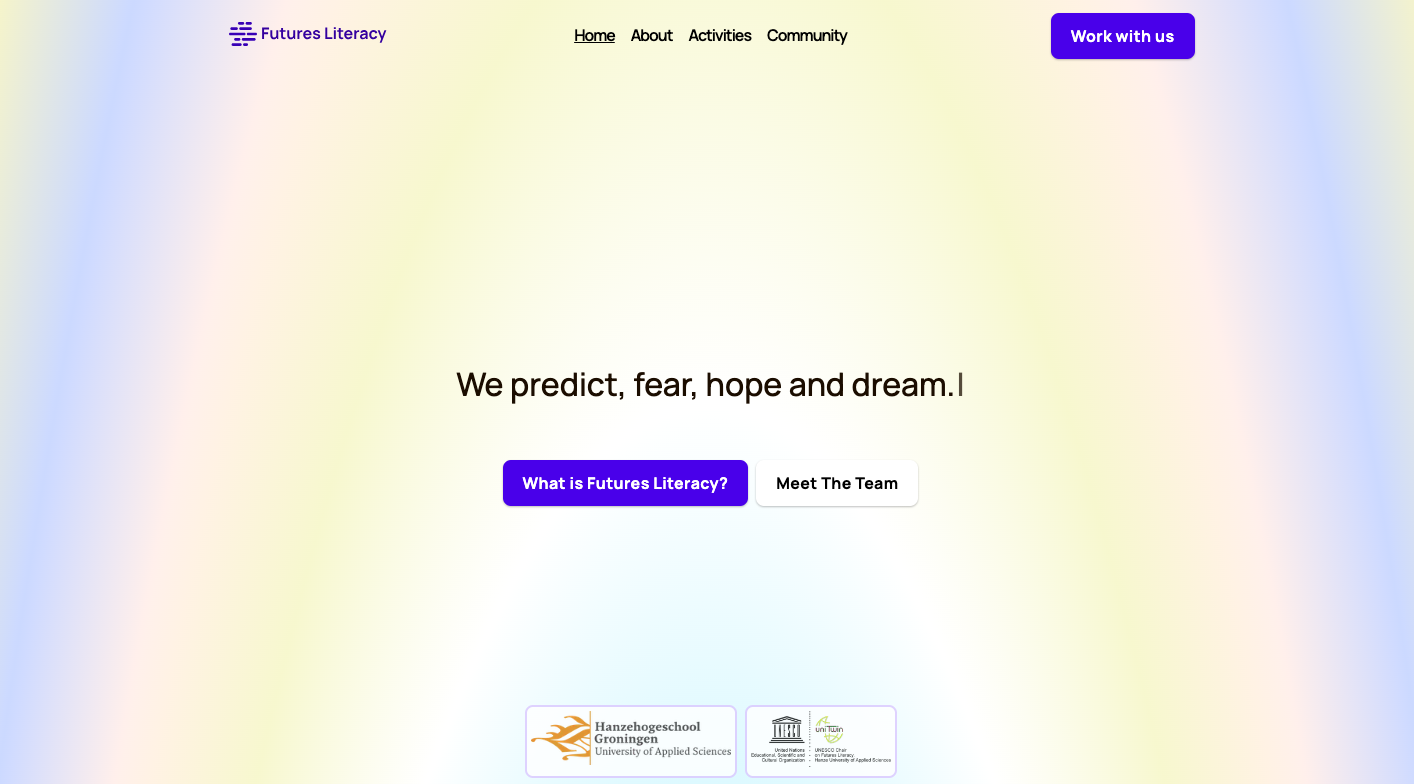 Futures Literacy
Home
About
Activities
Community
Work with us
We predict, fear, hope and dream.|
What is Futures Literacy?
Meet The Team
Hanzehogeschool
Groningen
University of Applied Sciences
United Nations
Educational, Scientific and
Cultural Organization
uniTwin
UNESCO Chair
on Futures Literacy,
Hanze University of Applied Sciences